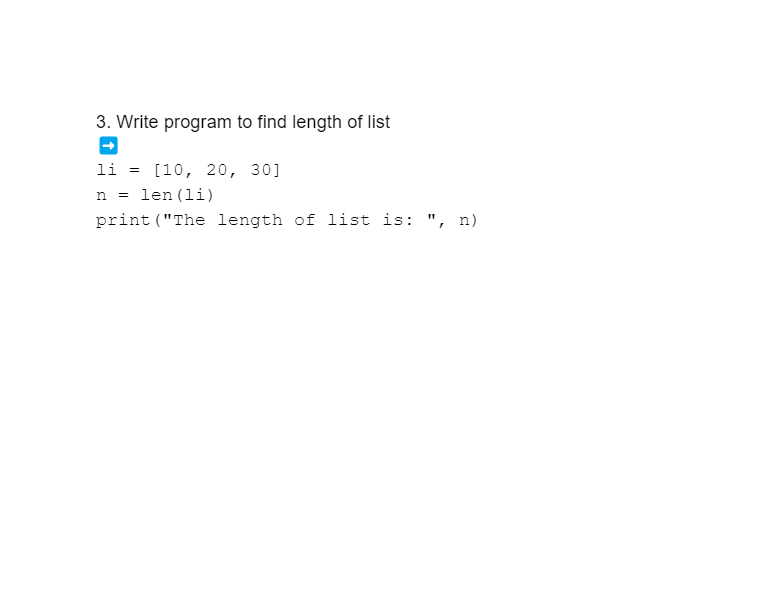 3. Write program to find length of list
➡
li = [10, 20, 30]
n = len(li)
print("The length of list is: ", n)